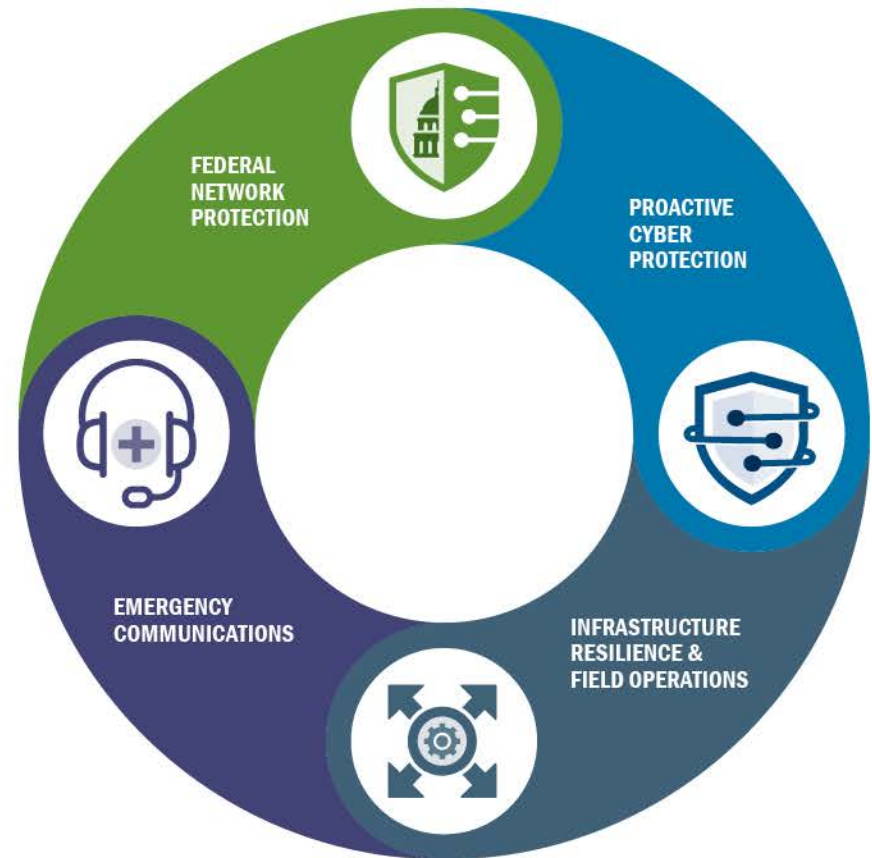 FEDERAL
NETWORK
PROTECTION
PROACTIVE
CYBER
PROTECTION
EMERGENCY
COMMUNICATIONS
INFRASTRUCTURE
RESILIENCE &
FIELD OPERATIONS